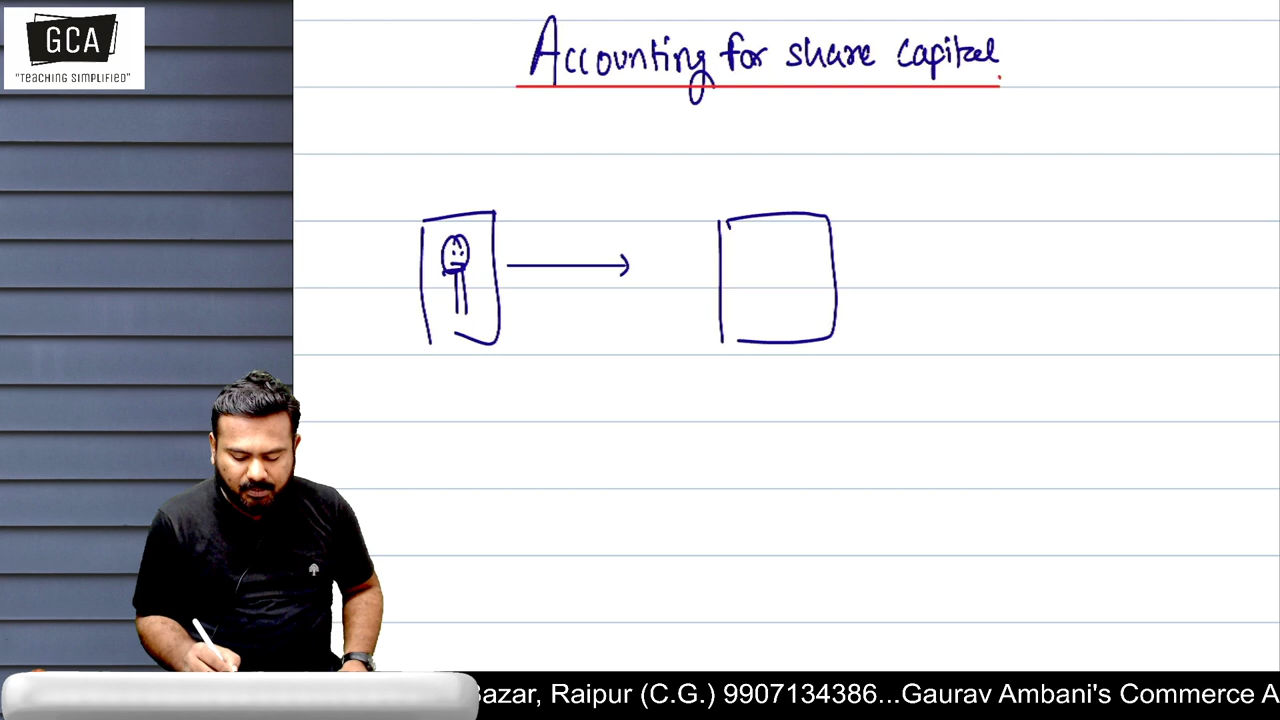 GCA
"TEACHING SIMPLIFIED"
Accounting for share capital
Bazar, Raipur (C.G.) 9907134386...Gaurav Ambani's Commerce A